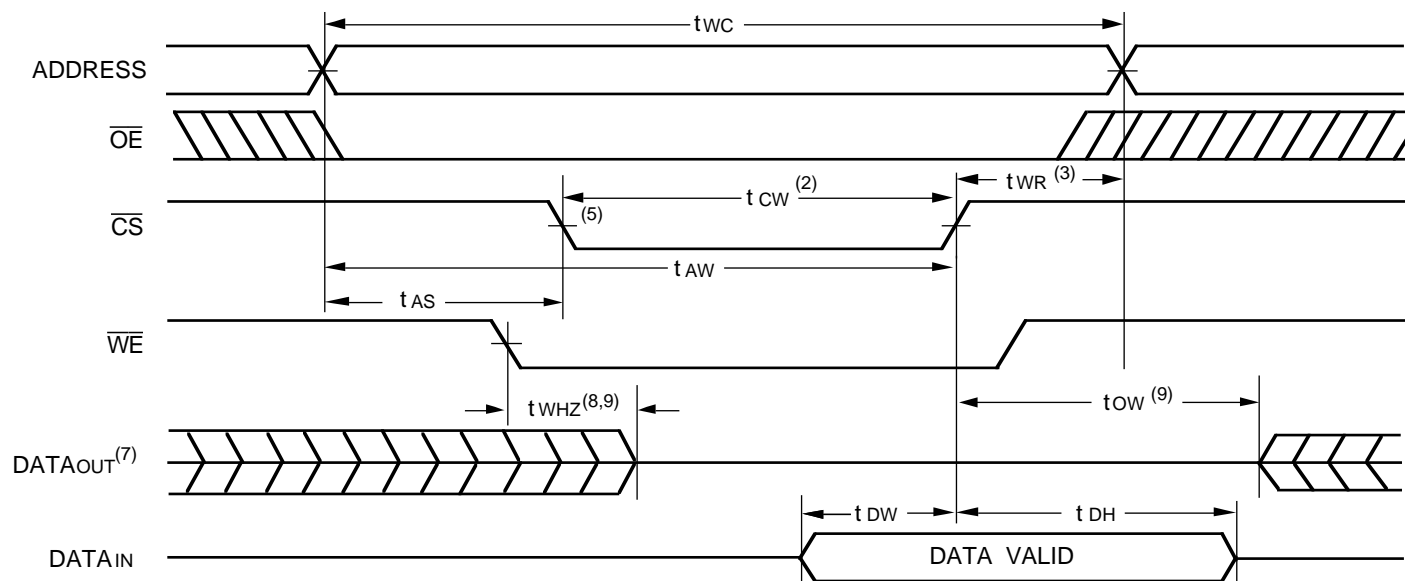 tWC
ADDRESS
OE
tCW (2)
tWR (3)
CS
(5)
tAW
tAS
WE
tWHZ (8,9)
tOW (9)
DATAOUT(7)
tDW
tDH
DATAIN
DATA VALID